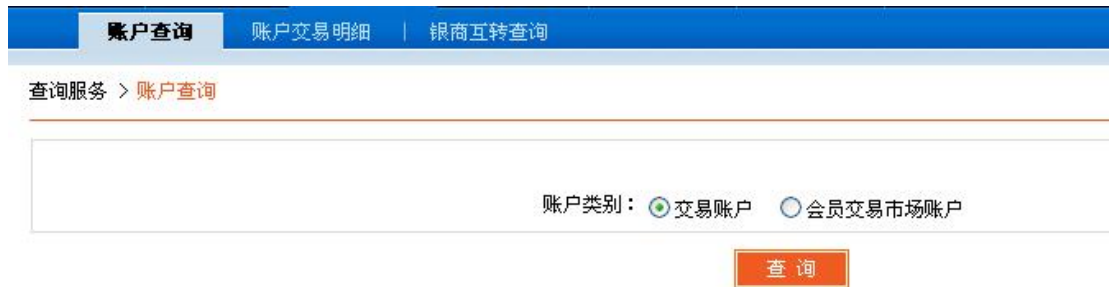 账户查询 账户交易明细 | 银商互转查询
查询服务 > 账户查询
账户类别： 交易账户 会员交易市场账户
查 询